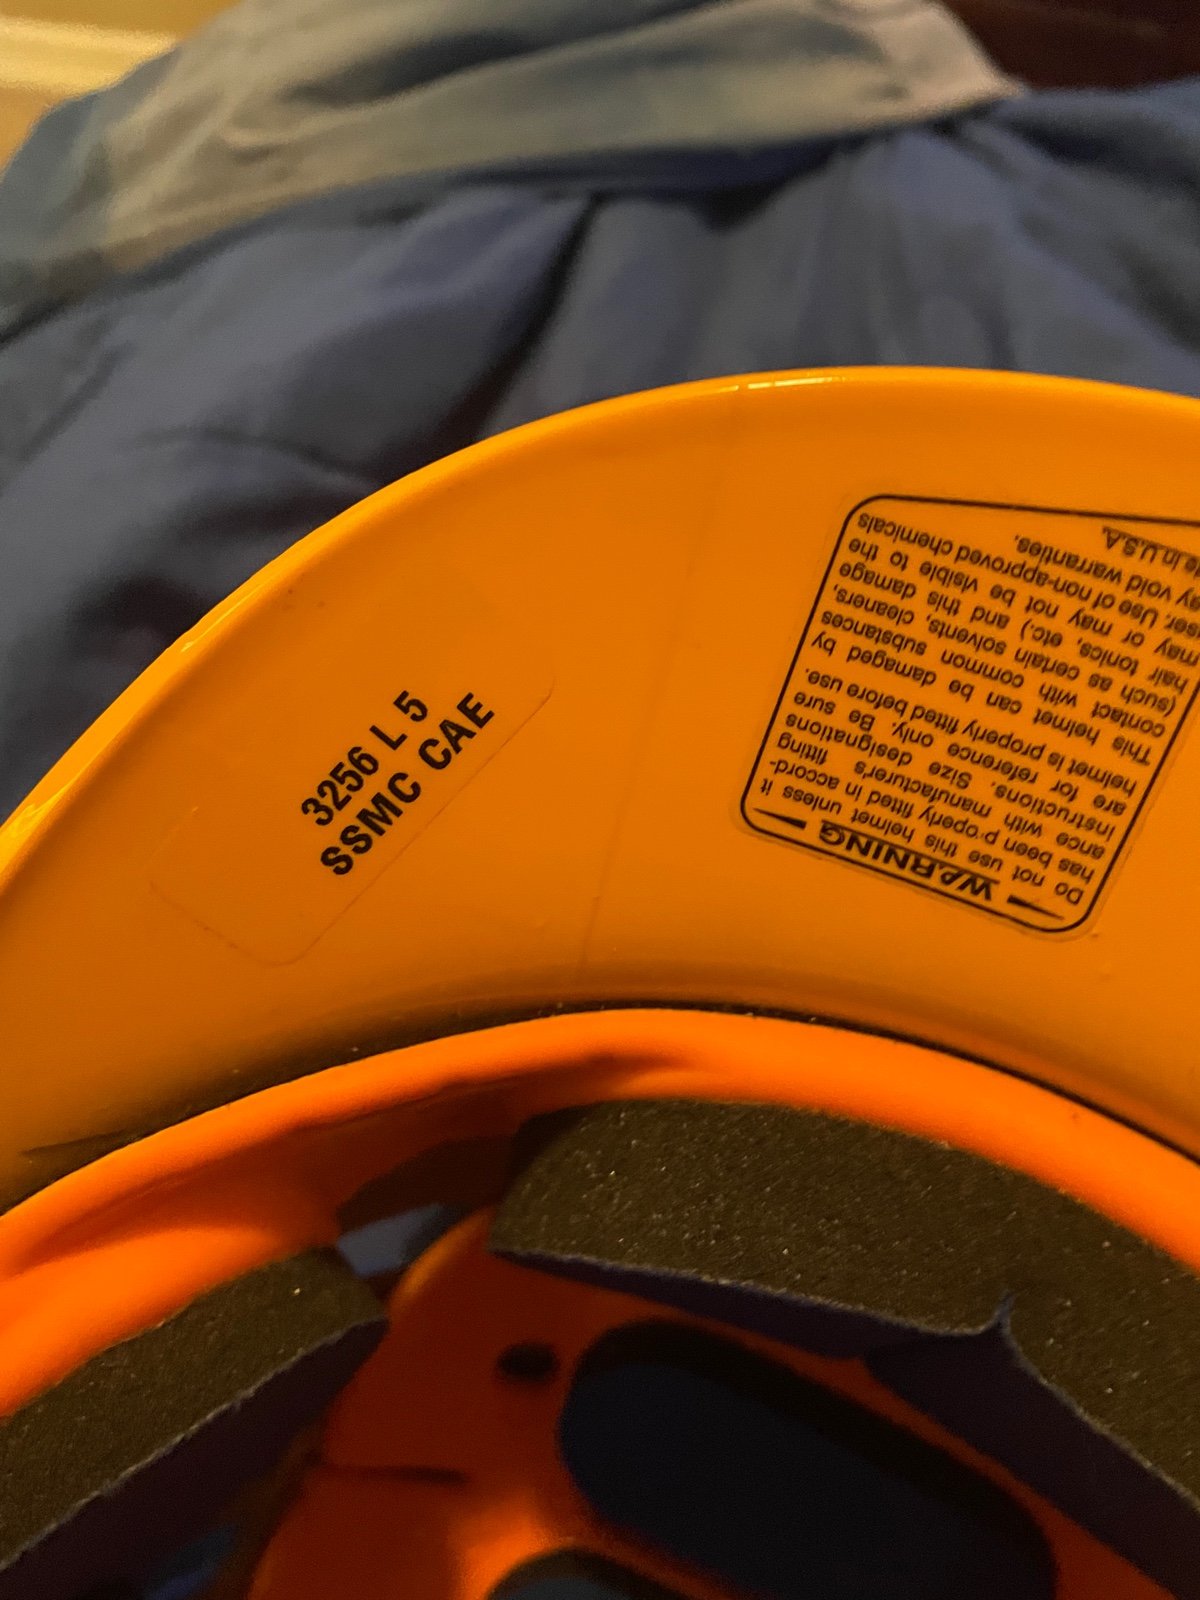 3256 L 5
SSMC CAE
WARNING
Do not use this helmet unless it
has been properly fitted in accord-
ance with manufacturer's fitting
instructions. Size designations
are for reference only. Be sure
helmet is properly fitted before use.
This helmet can be damaged by
contact with common substances
(such as certain solvents, cleaners,
hair tonics, etc.) and this damage
may or may not be visible to the
user. Use of non-approved chemicals
may void warranties.
in U.S.A.